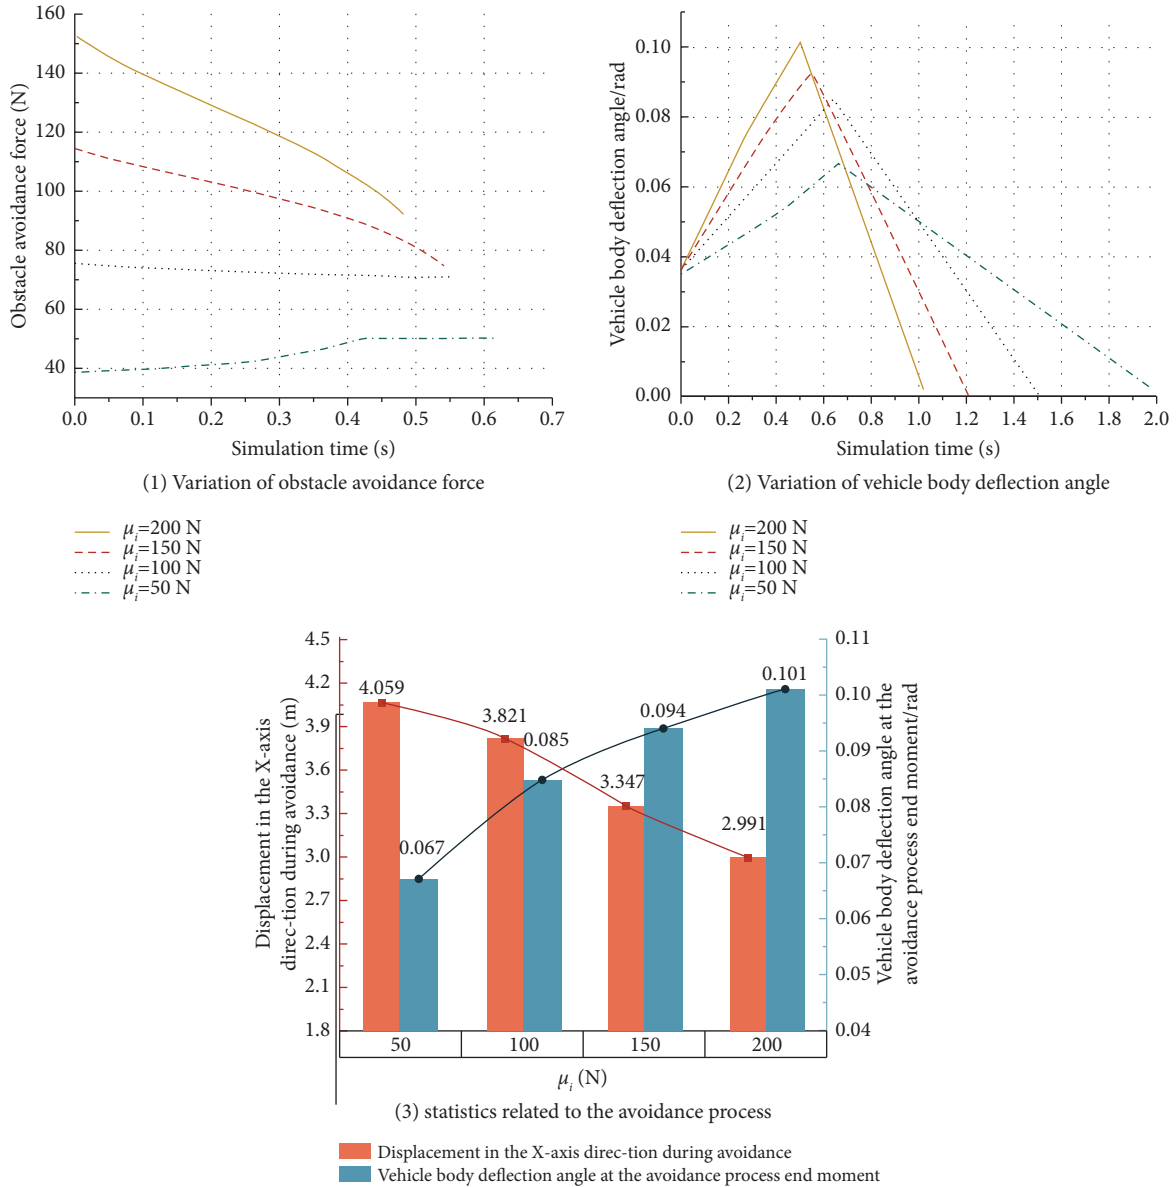 160
140
120
100
80
60
40
Obstacle avoidance force (N)
0.0 0.1 0.2 0.3 0.4 0.5 0.6 0.7
Simulation time (s)
(1) Variation of obstacle avoidance force
μi=200 N
μi=150 N
μi=100 N
μi=50 N
0.10
0.08
0.06
0.04
0.02
0.00
Vehicle body deflection angle/rad
0.0 0.2 0.4 0.6 0.8 1.0 1.2 1.4 1.6 1.8 2.0
Simulation time (s)
(2) Variation of vehicle body deflection angle
μi=200 N
μi=150 N
μi=100 N
μi=50 N
4.5
4.2
3.9
3.6
3.3
3.0
2.7
2.4
2.1
1.8
Displacement in the X-axis
direc-tion during avoidance (m)
4.059
3.821
3.347
2.991
0.067
0.085
0.094
0.101
0.11
0.10
0.09
0.08
0.07
0.06
0.05
0.04
Vehicle body deflection angle at the
avoidance process end moment/rad
50 100 150 200
μi (N)
(3) statistics related to the avoidance process
Displacement in the X-axis direc-tion during avoidance
Vehicle body deflection angle at the avoidance process end moment